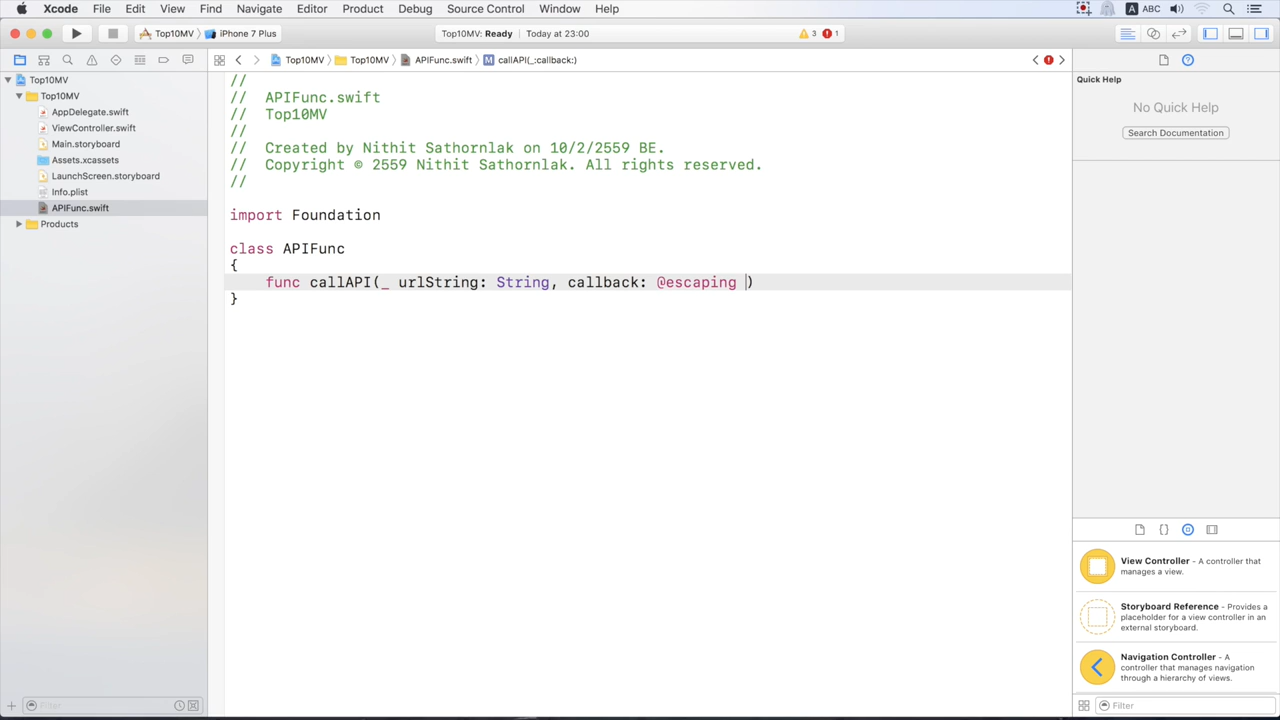 Xcode File Edit View Find Navigate Editor Product Debug Source Control Window Help A ABC
Top10MV iPhone 7 Plus Top10MV: Ready Today at 23:00 3 1
Top10MV Top10MV APIFunc.swift M callAPI(_:callback:)
Top10MV
Top10MV
AppDelegate.swift
ViewController.swift
Main.storyboard
Assets.xcassets
LaunchScreen.storyboard
Info.plist
APIFunc.swift
Products
//
// APIFunc.swift
// Top10MV
//
// Created by Nithit Sathornlak on 10/2/2559 BE.
// Copyright © 2559 Nithit Sathornlak. All rights reserved.
//
import Foundation
class APIFunc
{
func callAPI(_ urlString: String, callback: @escaping )
}
Quick Help
No Quick Help
Search Documentation
View Controller - A controller that
manages a view.
Storyboard Reference - Provides a
placeholder for a view controller in an
external storyboard.
Navigation Controller - A
controller that manages navigation
through a hierarchy of views.
Filter
Filter